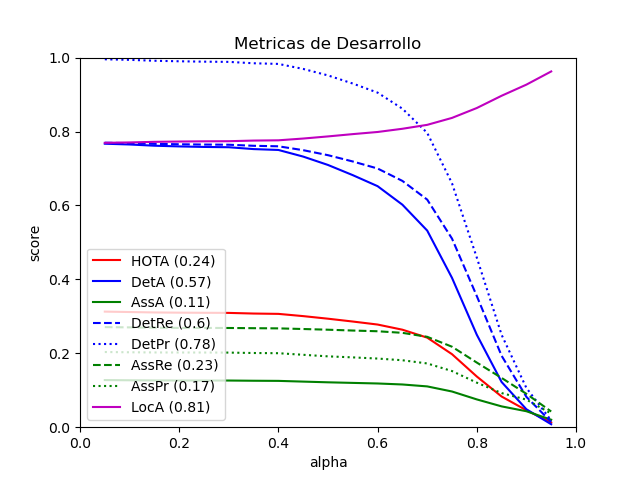 Metricas de Desarrollo
1.0
0.8
0.6
0.4
0.2
0.0
score
HOTA (0.24)
DetA (0.57)
AssA (0.11)
DetRe (0.6)
DetPr (0.78)
AssRe (0.23)
AssPr (0.17)
LocA (0.81)
0.0 0.2 0.4 0.6 0.8 1.0
alpha